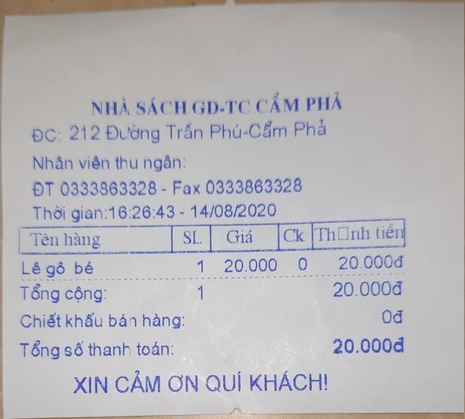 NHÀ SÁCH GD-TC CẨM PHẢ
ĐC: 212 Đường Trần Phú-Cẩm Phả
Nhân viên thu ngân:
ĐT 0333863328 - Fax 0333863328
Thời gian:16:26:43 - 14/08/2020
Tên hàng SL Giá Ck Th□nh tiền
Lê gô bé 1 20.000 0 20.000đ
Tổng cộng: 1 20.000đ
Chiết khấu bán hàng: 0đ
Tổng số thanh toán: 20.000đ
XIN CẢM ƠN QUÍ KHÁCH!